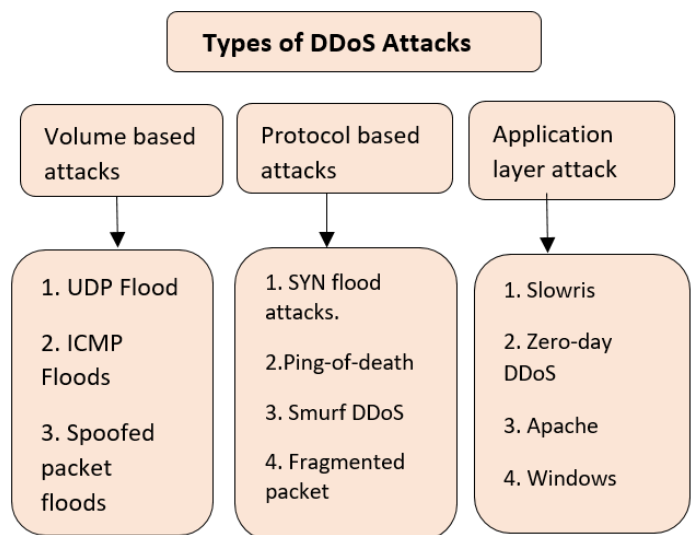 Types of DDoS Attacks
Volume based
attacks
Protocol based
attacks
Application
layer attack
1. UDP Flood
2. ICMP
Floods
3. Spoofed
packet
floods
1. SYN flood
attacks.
2.Ping-of-death
3. Smurf DDoS
4. Fragmented
packet
1. Slowris
2. Zero-day
DDoS
3. Apache
4. Windows